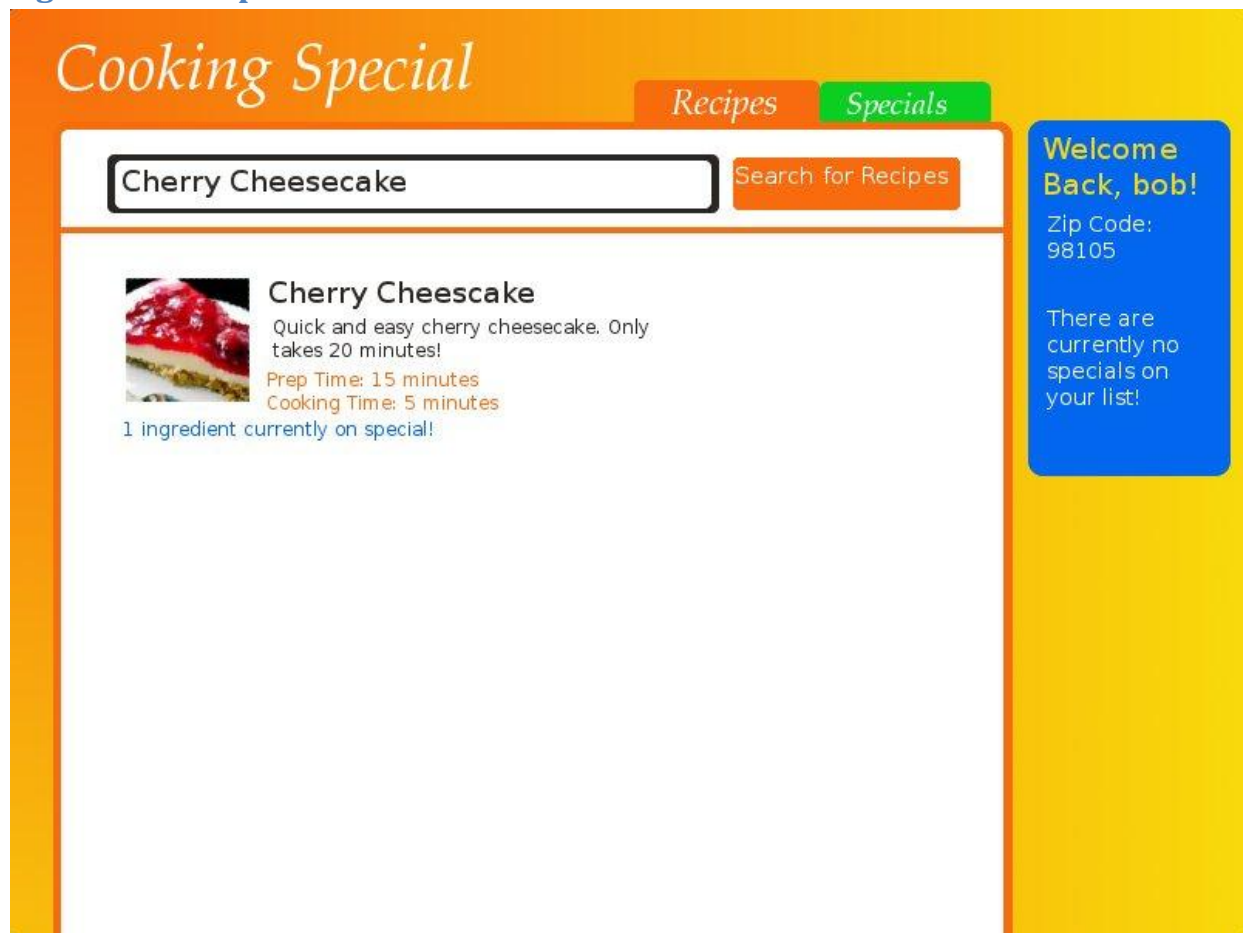 Cooking Special
Recipes
Specials
Cherry Cheesecake
Search for Recipes
Welcome
Back, bob!
Zip Code:
98105
There are
currently no
specials on
your list!
Cherry Cheescake
Quick and easy cherry cheesecake. Only
takes 20 minutes!
Prep Time: 15 minutes
Cooking Time: 5 minutes
1 ingredient currently on special!